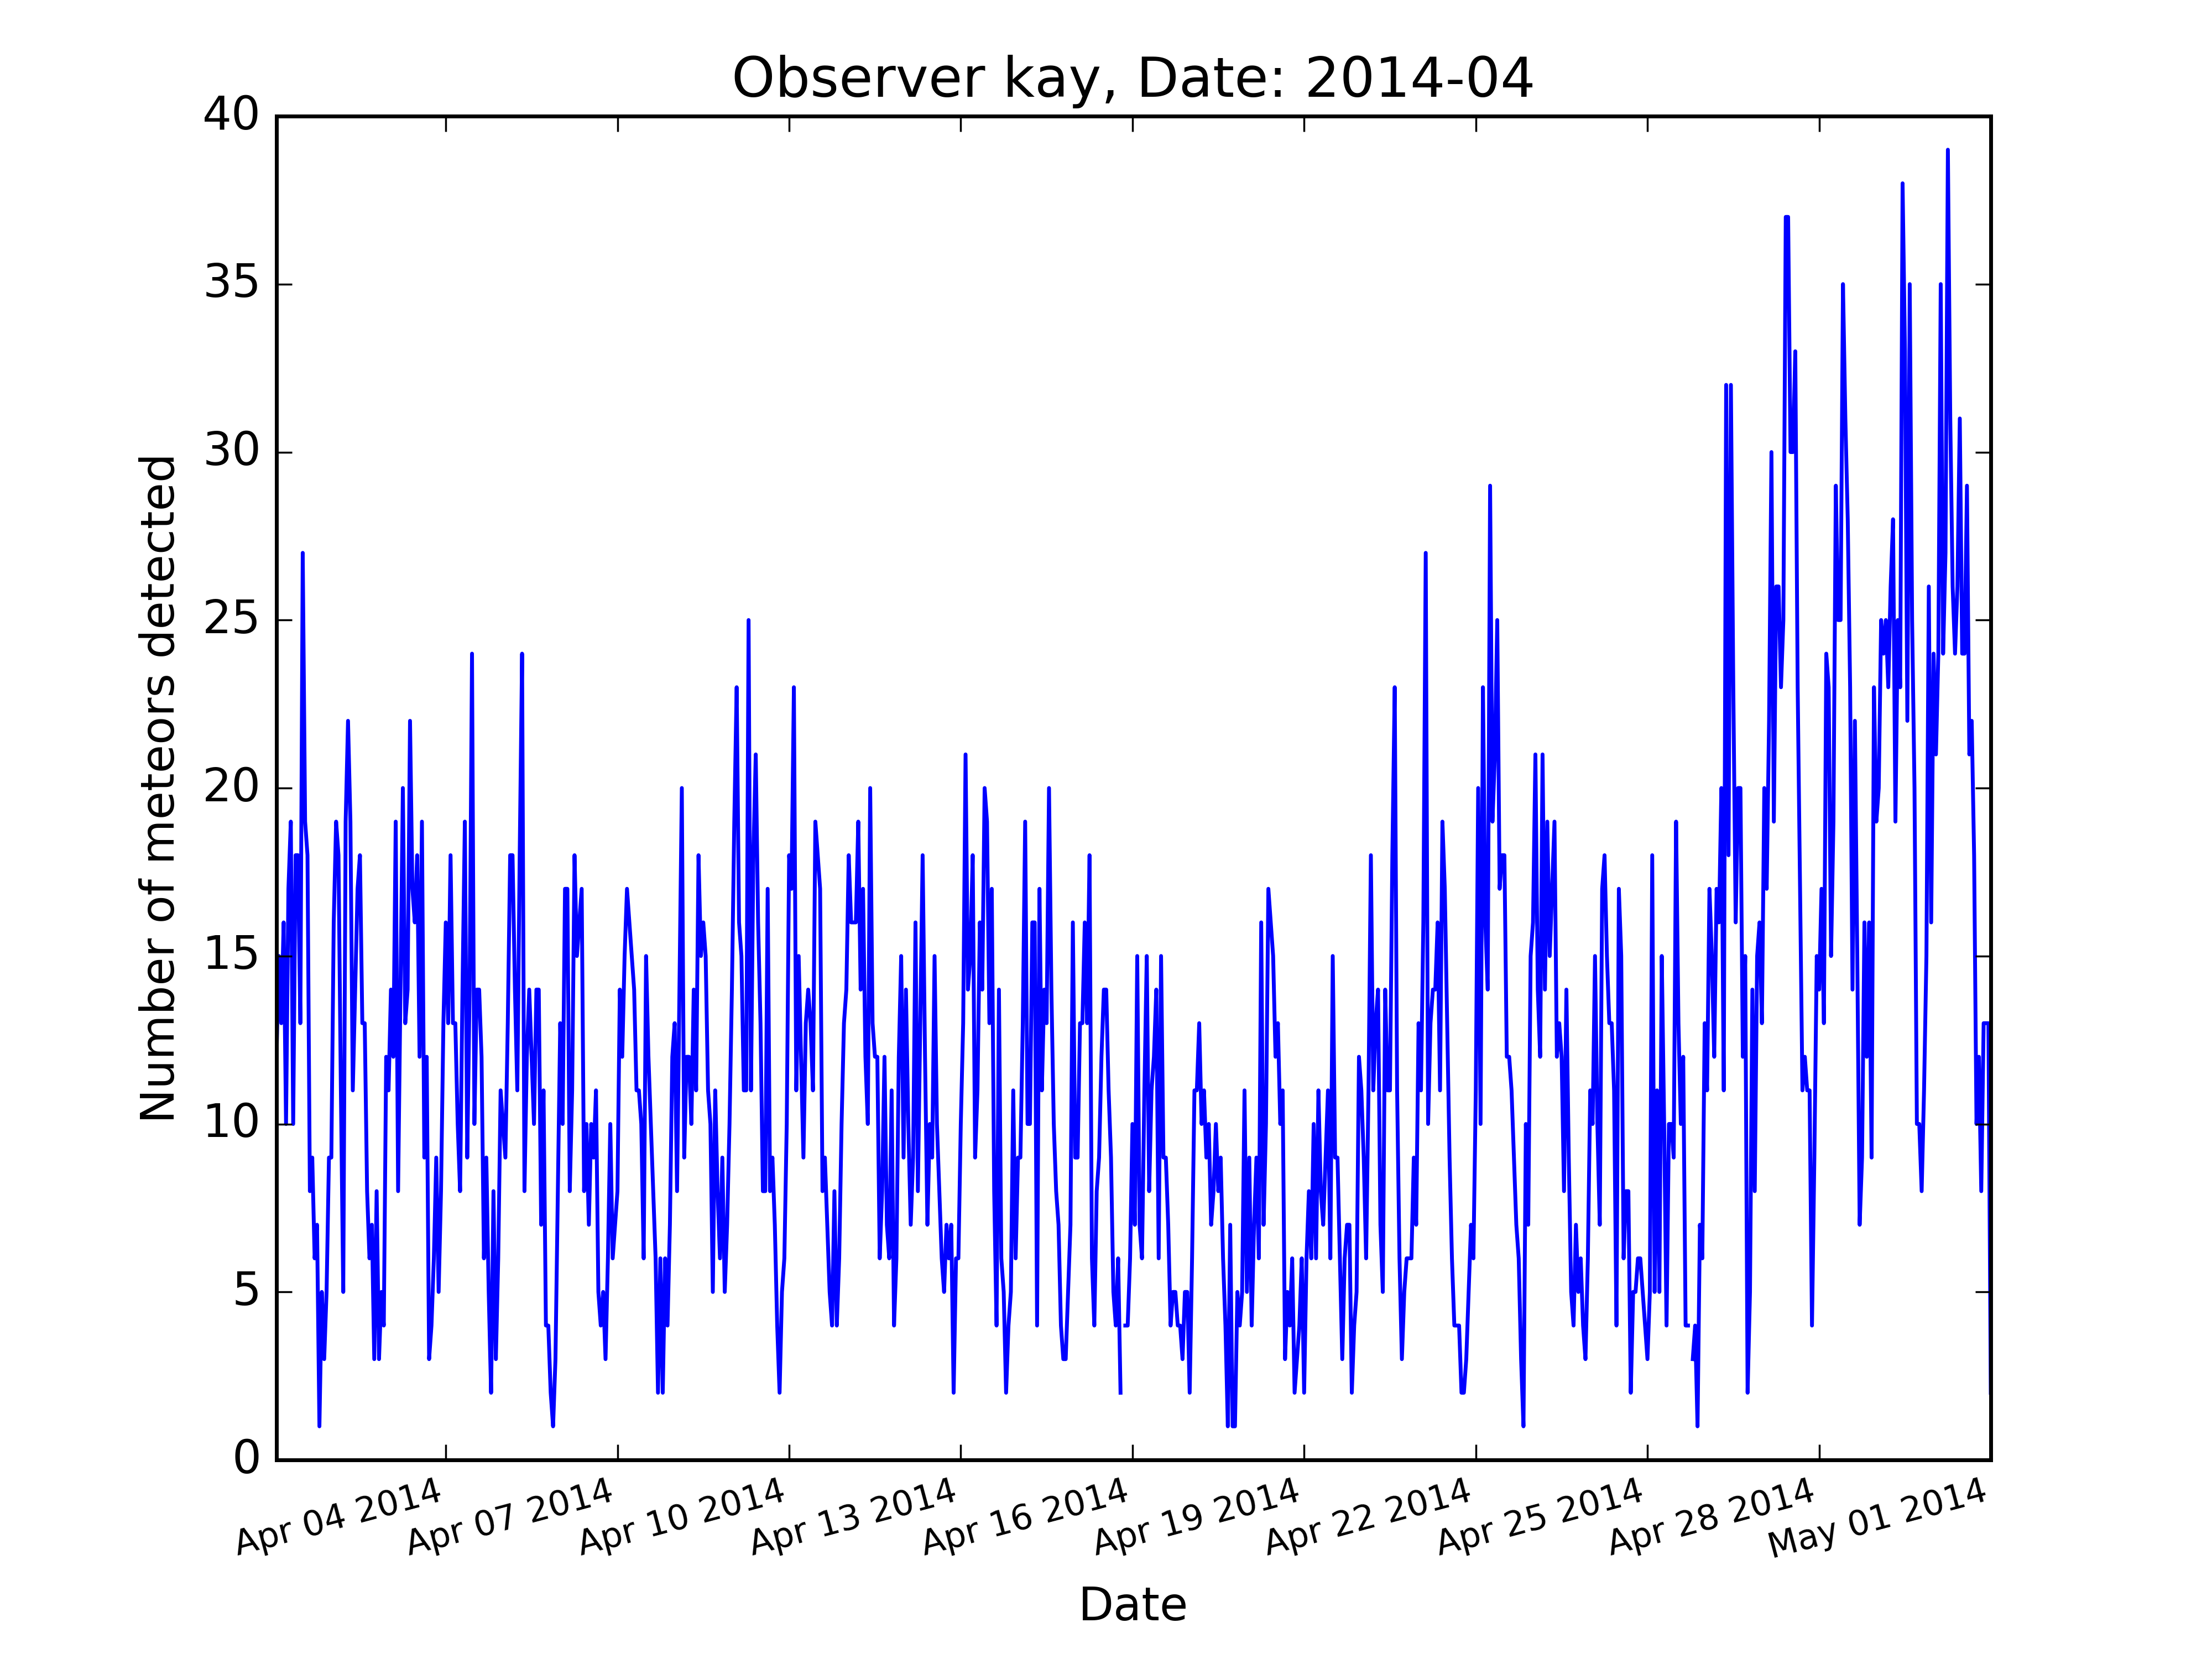 Observer kay, Date: 2014-04
Number of meteors detected
40
35
30
25
20
15
10
5
0
Apr 04 2014
Apr 07 2014
Apr 10 2014
Apr 13 2014
Apr 16 2014
Apr 19 2014
Apr 22 2014
Apr 25 2014
Apr 28 2014
May 01 2014
Date